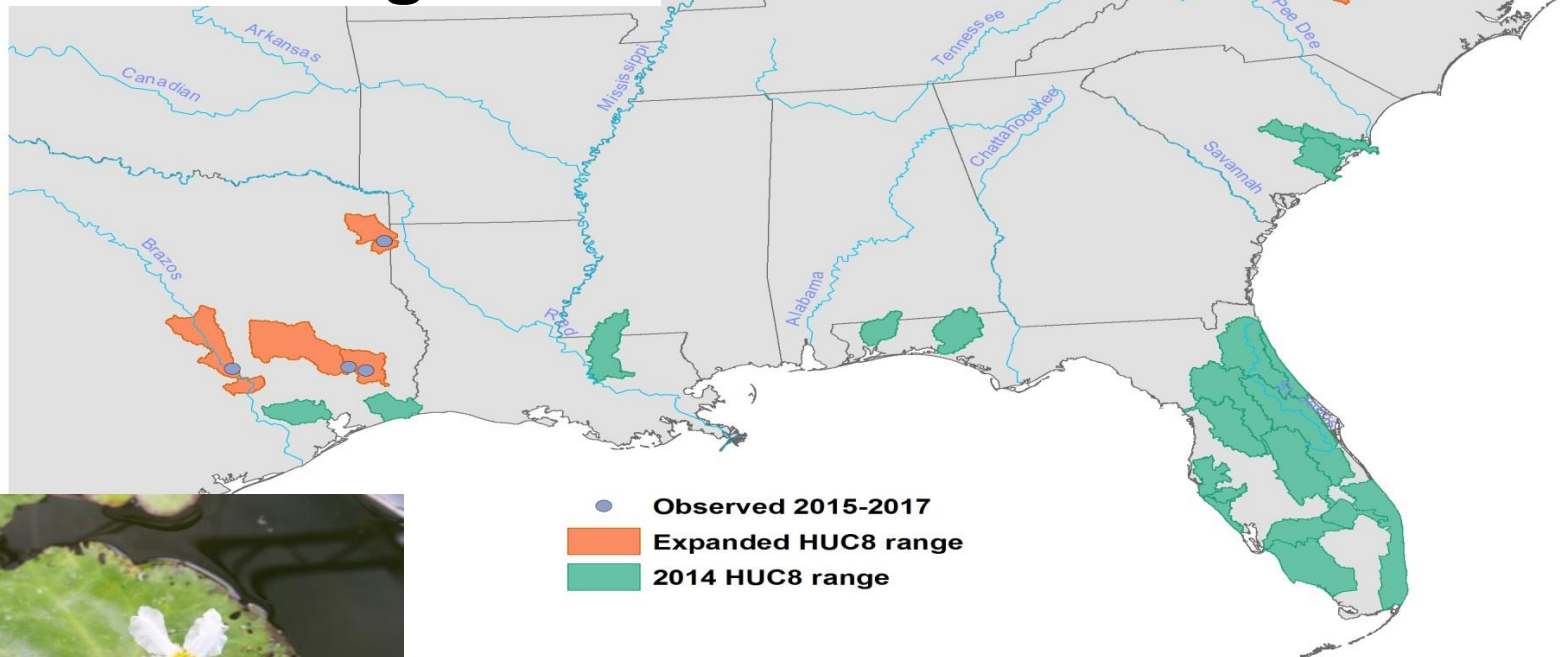 Arkansas
Canadian
Mississippi
Tennessee
Pee Dee
Chattahoochee
Savannah
Brazos
Red
Alabama
Observed 2015-2017
Expanded HUC8 range
2014 HUC8 range